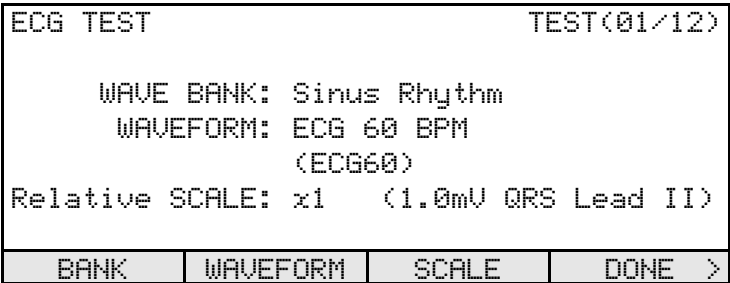 ECG TEST TEST(01/12)
WAVE BANK: Sinus Rhythm
WAVEFORM: ECG 60 BPM
(ECG60)
Relative SCALE: x1 (1.0mV QRS Lead II)
BANK WAVEFORM SCALE DONE >